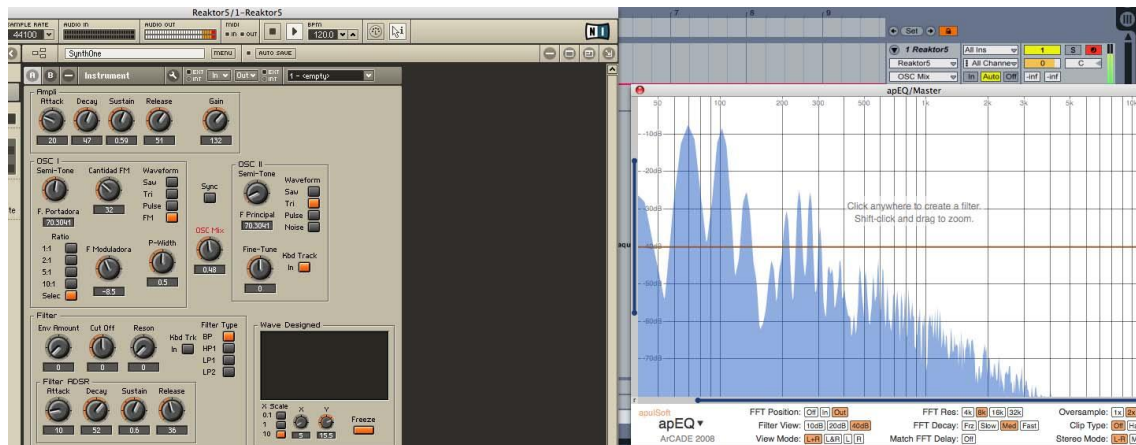 Reaktor5/1-Reaktor5
SAMPLE RATE
44100
AUDIO IN
AUDIO OUT
MIDI
IN OUT
BPM
120.0
NI
SynthOne
MENU
AUTO SAVE
A B Instrument
EXT
INT
In
Out
EXT
INT
1 - <empty>
Ampli
Attack Decay Sustain Release Gain
20 47 0.59 51 132
OSC I
Semi-Tone Cantidad FM Waveform
Saw
Tri
Pulse
FM
F. Portadora
70.3041
32
Ratio
1:1
2:1
5:1
10:1
Selec
F Moduladora
-8.5
P-Width
0.5
Sync
OSC Mix
0.48
OSC II
Semi-Tone Waveform
Saw
Tri
Pulse
Noise
F Principal
70.3041
Fine-Tune Kbd Track
In
0
Filter
Env Amount Cut Off Reson
0 0 0
Kbd Trk
In
Filter Type
BP
HP1
LP1
LP2
Filter ADSR
Attack Decay Sustain Release
10 52 0.6 36
Wave Designed
X Scale
0.1
1
10
X Y
5 15.5
Freeze
7 8 9
Set
1 Reaktor5
Reaktor5
OSC Mix
All Ins
All Channe
In Auto Off
1 S
0 C
-inf -inf
apEQ/Master
50 100 200 300 500 1k 2k 3k 5k 10k
-10dB
-20dB
-30dB
-40dB
-50dB
-60dB
-70dB
Click anywhere to create a filter.
Shift-click and drag to zoom.
apulSoft
apEQ
ArCADE 2008
FFT Position: Off In Out
Filter View: 10dB 20dB 40dB
View Mode: L+R L&R L R
FFT Res: 4k 8k 16k 32k
FFT Decay: Frz Slow Med Fast
Match FFT Delay: Off
Oversample: 1x 2x
Clip Type: Off
Stereo Mode: L-R